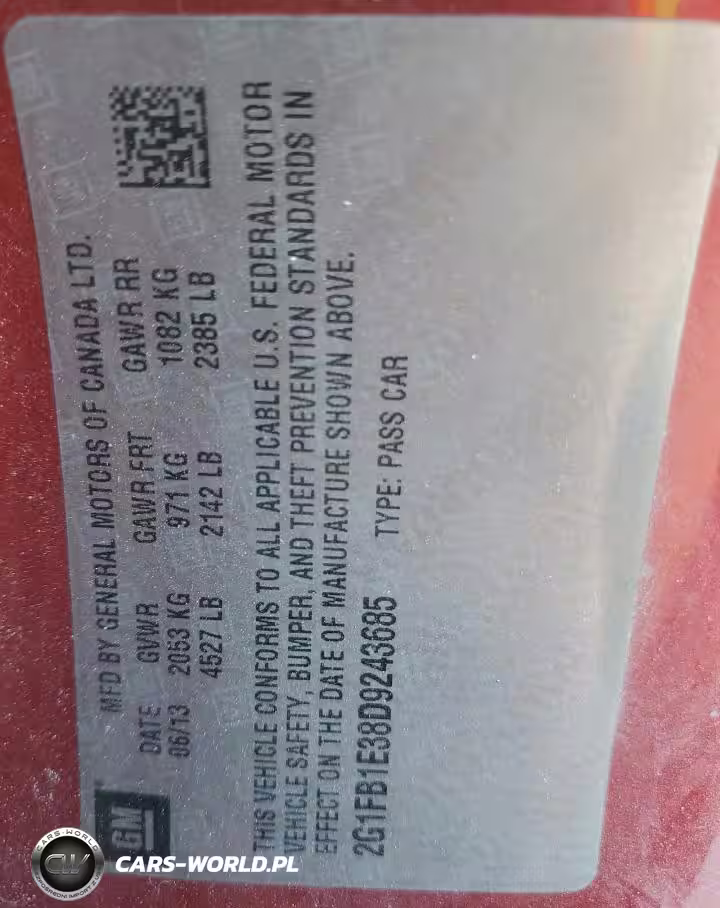 GM
MFD BY GENERAL MOTORS OF CANADA LTD.
DATE GVWR GAWR FRT GAWR RR
06/13 2053 KG 971 KG 1082 KG
4527 LB 2142 LB 2385 LB
THIS VEHICLE CONFORMS TO ALL APPLICABLE U.S. FEDERAL MOTOR
VEHICLE SAFETY, BUMPER, AND THEFT PREVENTION STANDARDS IN
EFFECT ON THE DATE OF MANUFACTURE SHOWN ABOVE.
2G1FB1E38D9243685 TYPE: PASS CAR
CARS-WORLD
CW
CARS-WORLD.PL